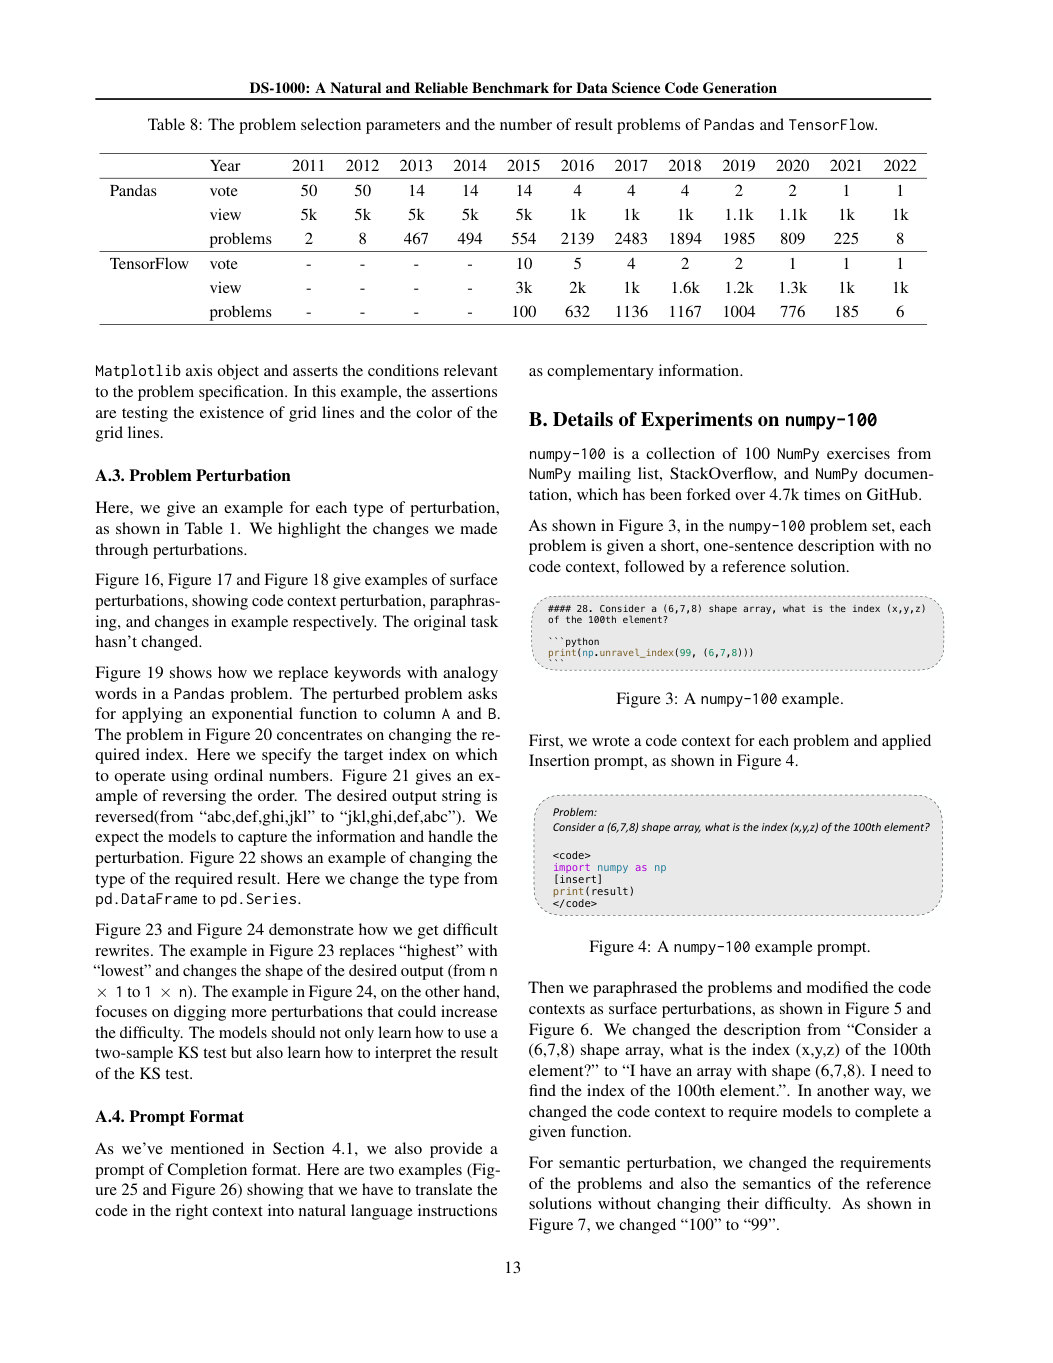 DS-1000: A Natural and Reliable Benchmark for Data Science Code Generation
Table 8: The problem selection parameters and the number of result problems of Pandas and TensorFlow.
Year 2011 2012 2013 2014 2015 2016 2017 2018 2019 2020 2021 2022
Pandas vote 50 50 14 14 14 4 4 4 2 2 1 1
view 5k 5k 5k 5k 5k 1k 1k 1k 1.1k 1.1k 1k 1k
problems 2 8 467 494 554 2139 2483 1894 1985 809 225 8
TensorFlow vote - - - - 10 5 4 2 2 1 1 1
view - - - - 3k 2k 1k 1.6k 1.2k 1.3k 1k 1k
problems - - - - 100 632 1136 1167 1004 776 185 6
Matplotlib axis object and asserts the conditions relevant
to the problem specification. In this example, the assertions
are testing the existence of grid lines and the color of the
grid lines.
A.3. Problem Perturbation
Here, we give an example for each type of perturbation,
as shown in Table 1. We highlight the changes we made
through perturbations.
Figure 16, Figure 17 and Figure 18 give examples of surface
perturbations, showing code context perturbation, paraphras-
ing, and changes in example respectively. The original task
hasn't changed.
Figure 19 shows how we replace keywords with analogy
words in a Pandas problem. The perturbed problem asks
for applying an exponential function to column A and B.
The problem in Figure 20 concentrates on changing the re-
quired index. Here we specify the target index on which
to operate using ordinal numbers. Figure 21 gives an ex-
ample of reversing the order. The desired output string is
reversed(from “abc,def,ghi,jkl” to “jkl,ghi,def,abc”). We
expect the models to capture the information and handle the
perturbation. Figure 22 shows an example of changing the
type of the required result. Here we change the type from
pd.DataFrame to pd.Series.
Figure 23 and Figure 24 demonstrate how we get difficult
rewrites. The example in Figure 23 replaces “highest” with
“lowest” and changes the shape of the desired output (from n
× 1 to 1 × n). The example in Figure 24, on the other hand,
focuses on digging more perturbations that could increase
the difficulty. The models should not only learn how to use a
two-sample KS test but also learn how to interpret the result
of the KS test.
A.4. Prompt Format
As we've mentioned in Section 4.1, we also provide a
prompt of Completion format. Here are two examples (Fig-
ure 25 and Figure 26) showing that we have to translate the
code in the right context into natural language instructions
as complementary information.
B. Details of Experiments on numpy-100
numpy-100 is a collection of 100 NumPy exercises from
NumPy mailing list, StackOverflow, and NumPy documen-
tation, which has been forked over 4.7k times on GitHub.
As shown in Figure 3, in the numpy-100 problem set, each
problem is given a short, one-sentence description with no
code context, followed by a reference solution.
#### 28. Consider a (6,7,8) shape array, what is the index (x,y,z)
of the 100th element?
```python
print(np.unravel_index(99, (6,7,8)))
```
Figure 3: A numpy-100 example.
First, we wrote a code context for each problem and applied
Insertion prompt, as shown in Figure 4.
Problem:
Consider a (6,7,8) shape array, what is the index (x,y,z) of the 100th element?
<code>
import numpy as np
[insert]
print(result)
</code>
Figure 4: A numpy-100 example prompt.
Then we paraphrased the problems and modified the code
contexts as surface perturbations, as shown in Figure 5 and
Figure 6. We changed the description from “Consider a
(6,7,8) shape array, what is the index (x,y,z) of the 100th
element?” to “I have an array with shape (6,7,8). I need to
find the index of the 100th element.”. In another way, we
changed the code context to require models to complete a
given function.
For semantic perturbation, we changed the requirements
of the problems and also the semantics of the reference
solutions without changing their difficulty. As shown in
Figure 7, we changed “100” to “99”.
13